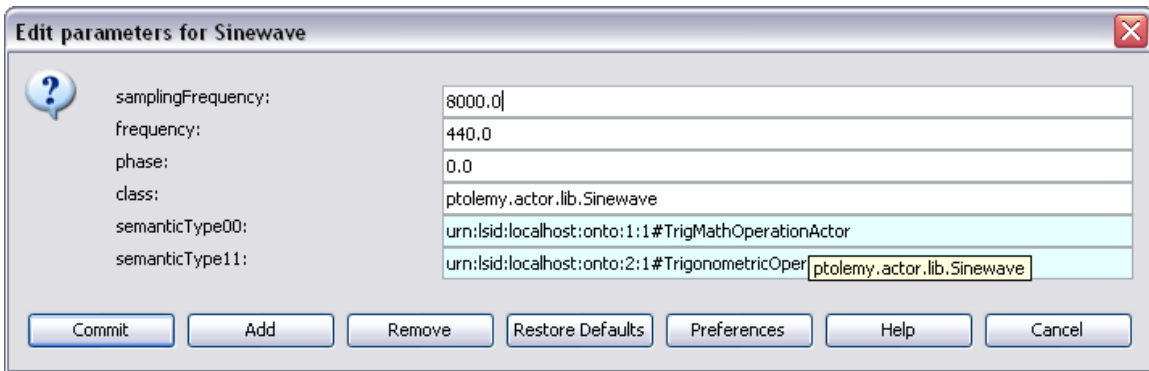 Edit parameters for Sinewave
samplingFrequency: 8000.0
frequency: 440.0
phase: 0.0
class: ptolemy.actor.lib.Sinewave
semanticType00: urn:lsid:localhost:onto:1:1#TrigMathOperationActor
semanticType11: urn:lsid:localhost:onto:2:1#TrigonometricOper
ptolemy.actor.lib.Sinewave
Commit Add Remove Restore Defaults Preferences Help Cancel